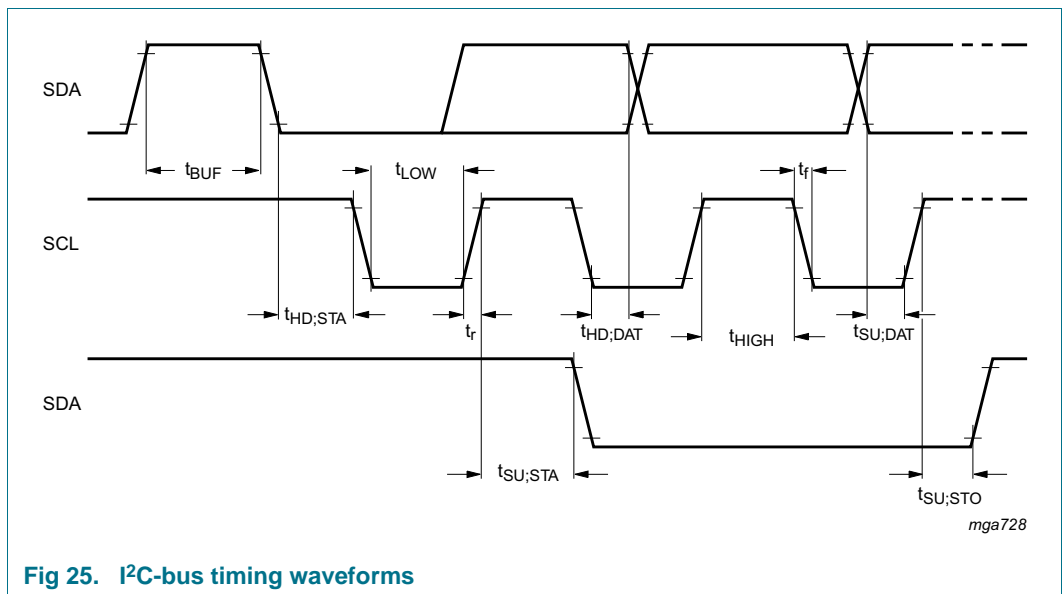 SDA
tBUF
tLOW
tf
SCL
tHD;STA
tr
tHD;DAT
tHIGH
tSU;DAT
SDA
tSU;STA
tSU;STO
mga728
Fig 25. I²C-bus timing waveforms